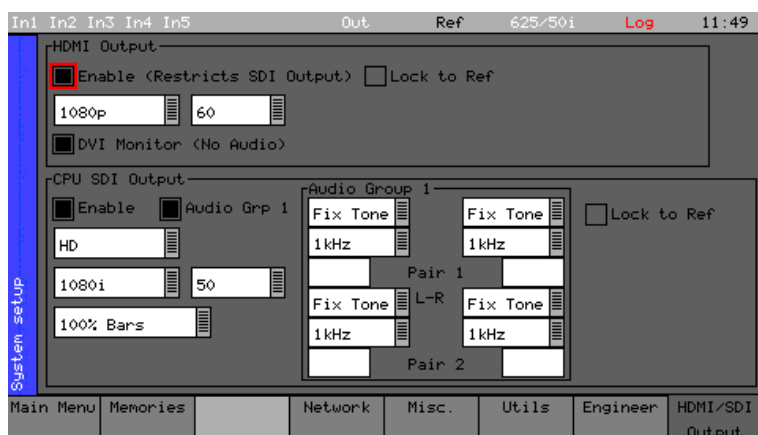 In1 In2 In3 In4 In5 Out Ref 625/50i Log 11:49
HDMI Output
Enable (Restricts SDI Output) Lock to Ref
1080p 60
DVI Monitor (No Audio)
CPU SDI Output
Enable Audio Grp 1
HD
1080i 50
100% Bars
Audio Group 1
Fix Tone Fix Tone
1kHz 1kHz
Pair 1
L-R
Fix Tone Fix Tone
1kHz 1kHz
Pair 2
Lock to Ref
System setup
Main Menu Memories Network Misc. Utils Engineer HDMI/SDI
Output